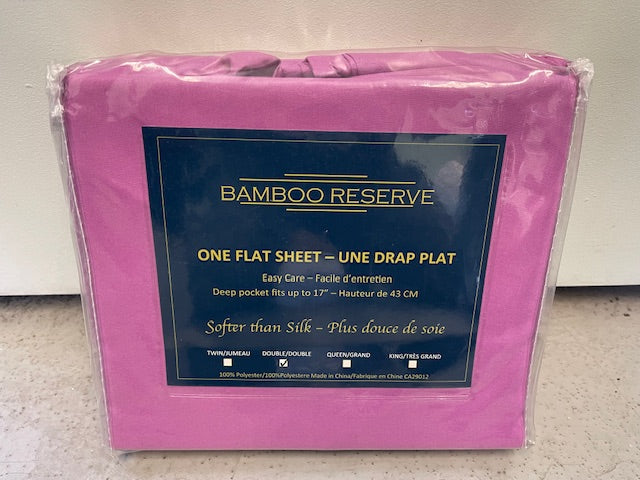 BAMBOO RESERVE
ONE FLAT SHEET – UNE DRAP PLAT
Easy Care – Facile d'entretien
Deep pocket fits up to 17" – Hauteur de 43 CM
Softer than Silk – Plus douce de soie
TWIN/JUMEAU DOUBLE/DOUBLE QUEEN/GRAND KING/TRÈS GRAND
100% Polyester/100%Polyestere Made in China/Fabrique en Chine CA29012